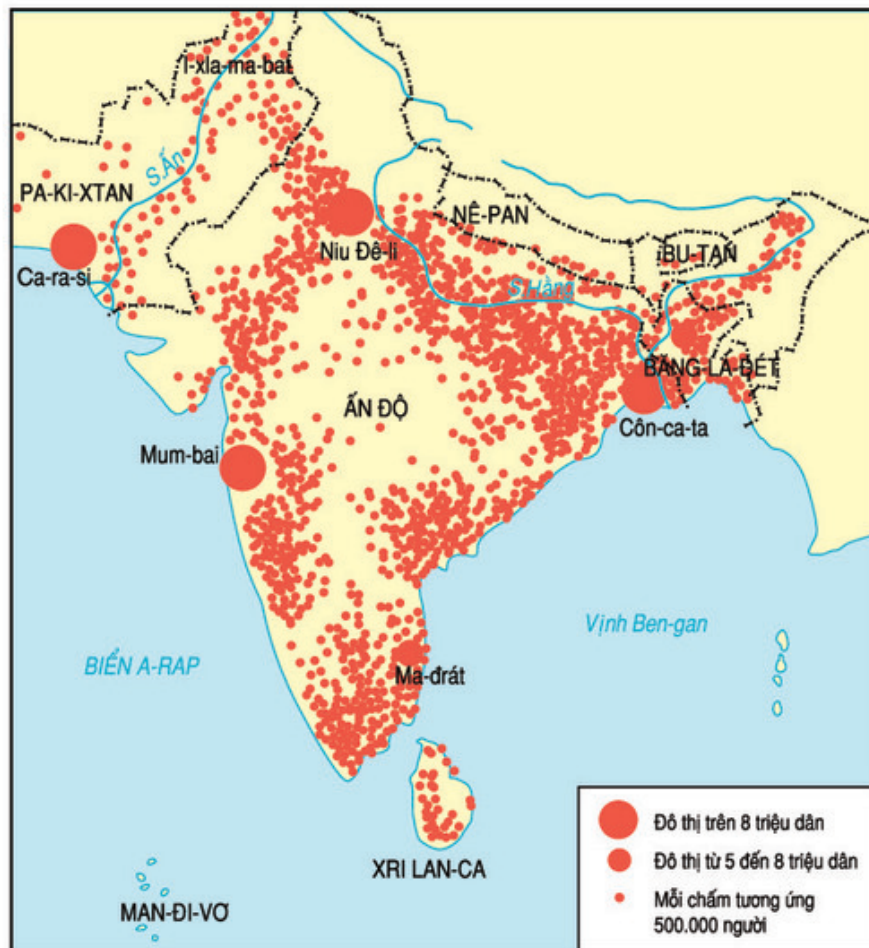 I-xla-ma-bat
S.Ấn
PA-KI-XTAN
Ca-ra-si
Niu Đê-li
NÊ-PAN
BU-TAN
S.Hằng
BĂNG-LA-ĐÉT
ẤN ĐỘ
Côn-ca-ta
Mum-bai
Vịnh Ben-gan
BIỂN A-RAP
Ma-đrát
XRI LAN-CA
MAN-ĐI-VƠ
Đô thị trên 8 triệu dân
Đô thị từ 5 đến 8 triệu dân
Mỗi chấm tương ứng
500.000 người